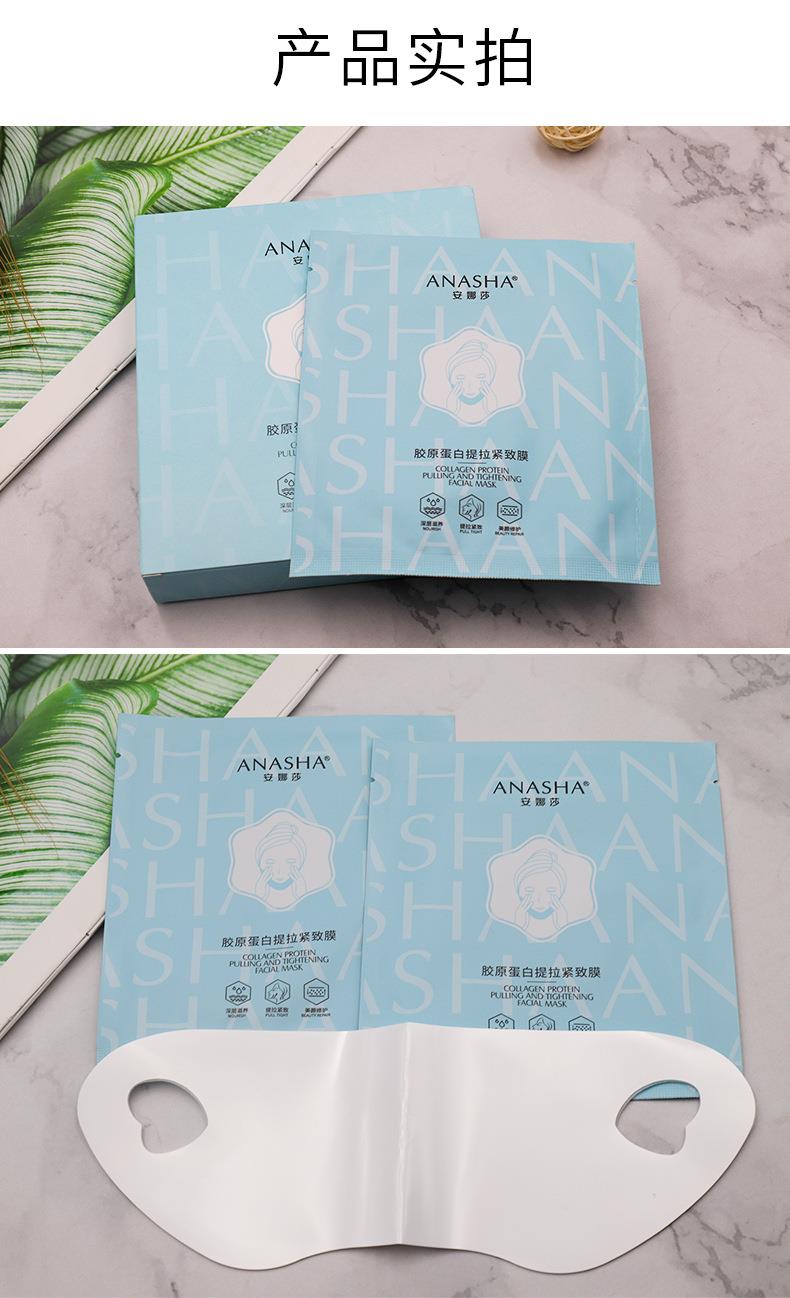 产品实拍
ANA
安
胶原蛋
ANASHA®
安娜莎
胶原蛋白提拉紧致膜
COLLAGEN PROTEIN
PULLING AND TIGHTENING
FACIAL MASK
深层滋养 提拉紧致 美颜修护
NOURISH PULL TIGHT BEAUTY REPAIR
ANASHA®
安娜莎
胶原蛋白提拉紧致膜
COLLAGEN PROTEIN
PULLING AND TIGHTENING
FACIAL MASK
深层滋养 提拉紧致 美颜修护
NOURISH PULL TIGHT BEAUTY REPAIR
ANASHA®
安娜莎
胶原蛋白提拉紧致膜
COLLAGEN PROTEIN
PULLING AND TIGHTENING
FACIAL MASK